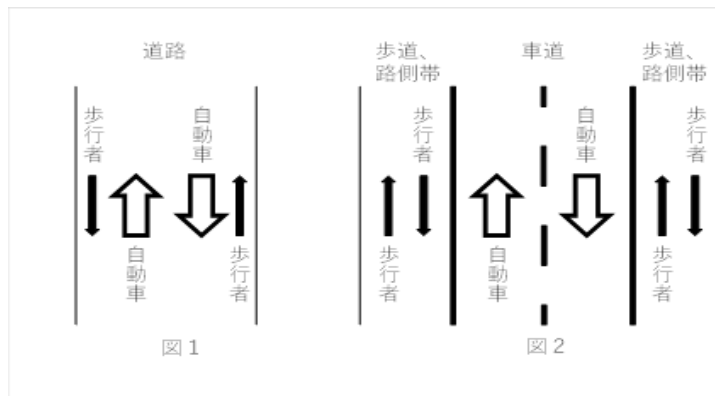 道路
歩行者
自動車
自動車
歩行者
図1
歩道、
路側帯
車道
歩道、
路側帯
歩行者
自動車
歩行者
歩行者
自動車
歩行者
図2